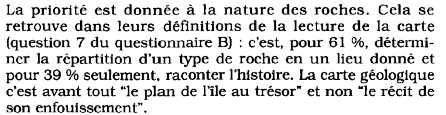 La priorité est donnée à la nature des roches. Cela se
retrouve dans leurs définitions de la lecture de la carte
(question 7 du questionnaire B) : c'est, pour 61 %, détermi-
ner la répartition d'un type de roche en un lieu donné et
pour 39 % seulement, raconter l'histoire. La carte géologique
c'est avant tout "le plan de l'île au trésor" et non "le récit de
son enfouissement".